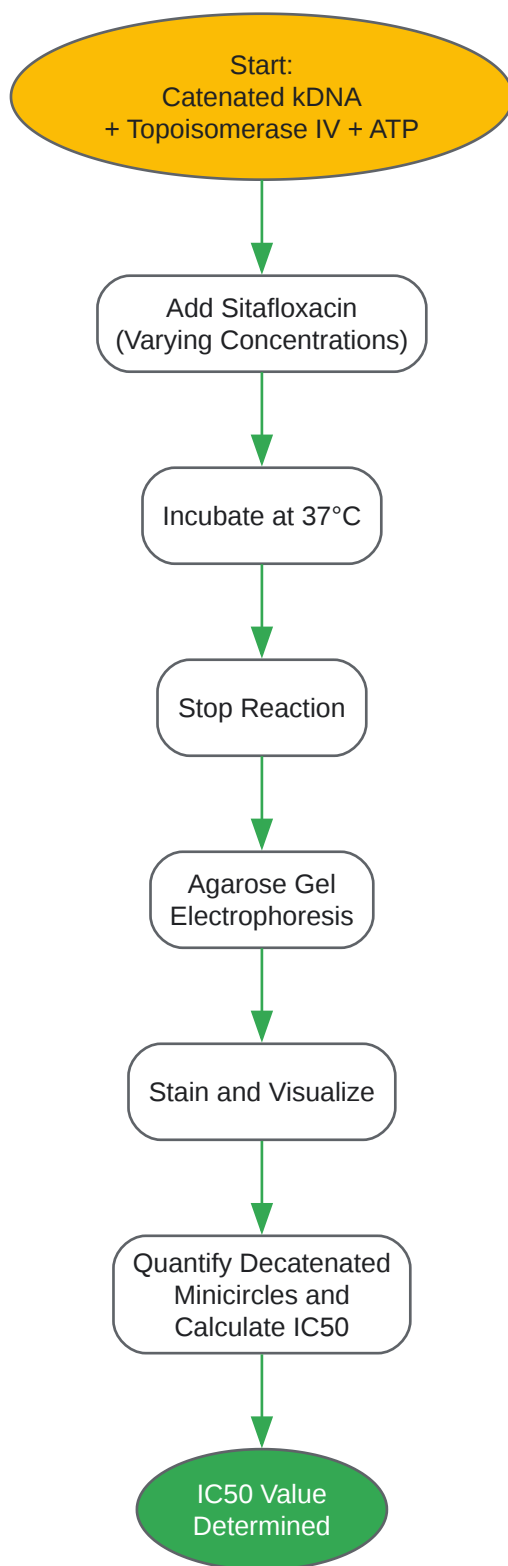 Start:
Catenated kDNA
+ Topoisomerase IV + ATP
Add Sitafloxacin
(Varying Concentrations)
Incubate at 37°C
Stop Reaction
Agarose Gel
Electrophoresis
Stain and Visualize
Quantify Decatenated
Minicircles and
Calculate IC50
IC50 Value
Determined